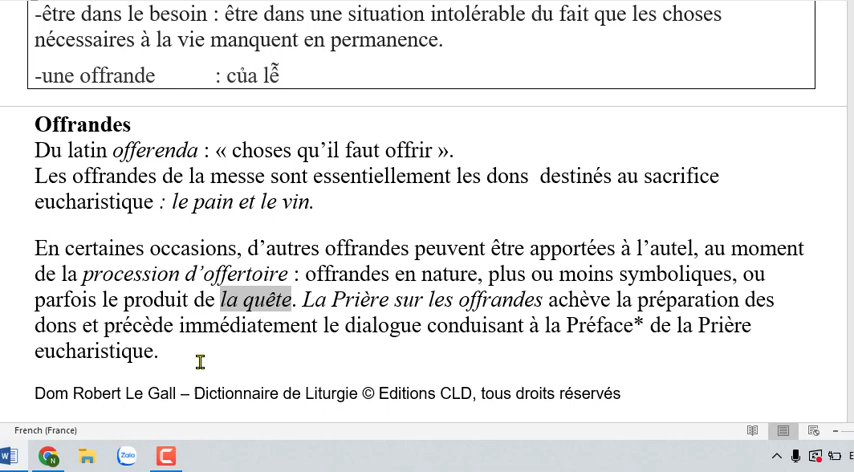 -être dans le besoin : être dans une situation intolérable du fait que les choses
nécessaires à la vie manquent en permanence.
-une offrande : của lễ
Offrandes
Du latin offerenda : « choses qu’il faut offrir ».
Les offrandes de la messe sont essentiellement les dons destinés au sacrifice
eucharistique : le pain et le vin.
En certaines occasions, d’autres offrandes peuvent être apportées à l’autel, au moment
de la procession d’offertoire : offrandes en nature, plus ou moins symboliques, ou
parfois le produit de la quête. La Prière sur les offrandes achève la préparation des
dons et précède immédiatement le dialogue conduisant à la Préface* de la Prière
eucharistique.
Dom Robert Le Gall – Dictionnaire de Liturgie © Editions CLD, tous droits réservés
French (France)
Zalo